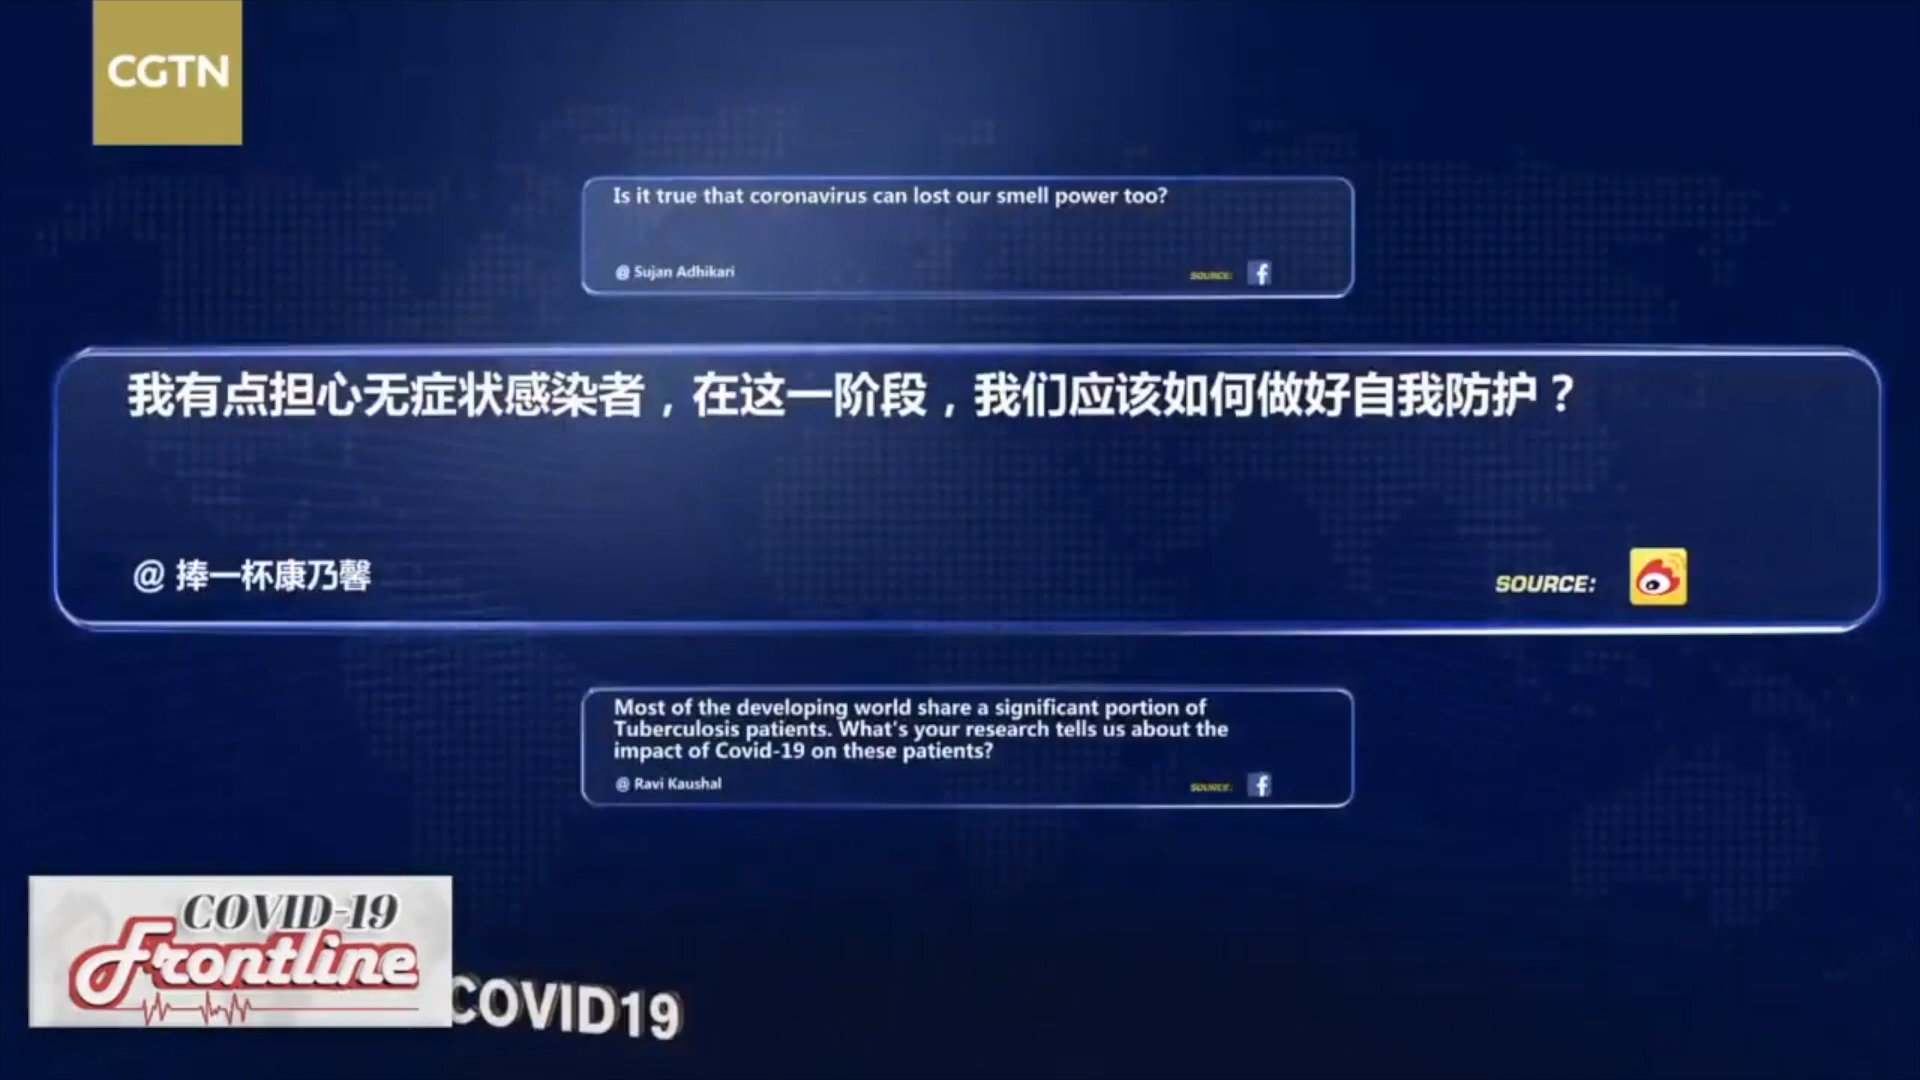 CGTN
Is it true that coronavirus can lost our smell power too?
@ Sujan Adhikari
SOURCE:
我有点担心无症状感染者，在这一阶段，我们应该如何做好自我防护？
@ 捧一杯康乃馨
SOURCE:
Most of the developing world share a significant portion of
Tuberculosis patients. What's your research tells us about the
impact of Covid-19 on these patients?
@ Ravi Kaushal
SOURCE:
COVID-19
Frontline
COVID19